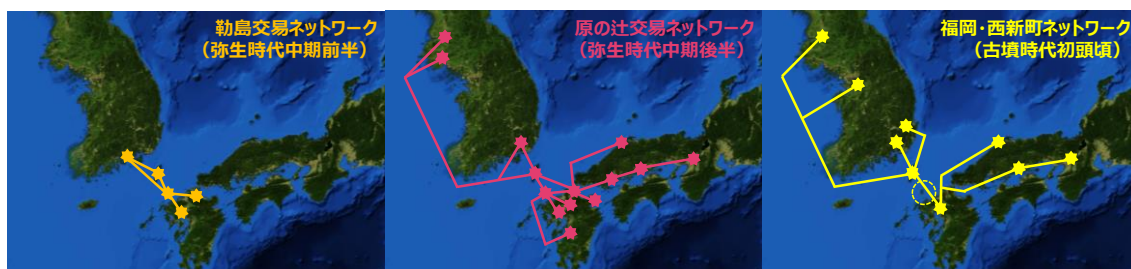 勒島交易ネットワーク
（弥生時代中期前半）
原の辻交易ネットワーク
（弥生時代中期後半）
福岡・西新町ネットワーク
（古墳時代初頭頃）